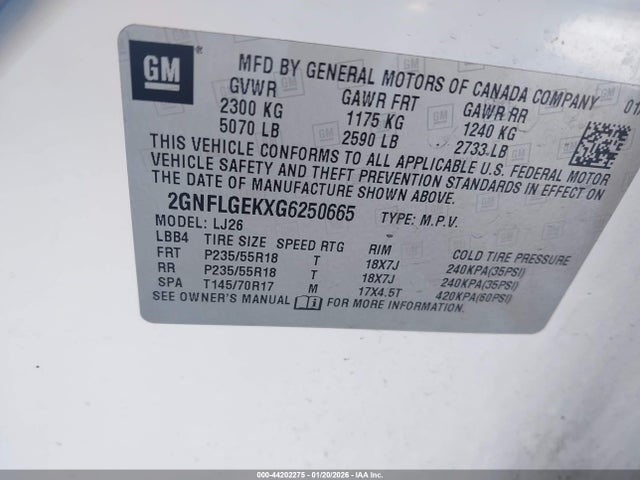 GM
MFD BY GENERAL MOTORS OF CANADA COMPANY
GVWR GAWR FRT GAWR RR
2300 KG 1175 KG 1240 KG
5070 LB 2590 LB 2733 LB
THIS VEHICLE CONFORMS TO ALL APPLICABLE U.S. FEDERAL MOTOR
VEHICLE SAFETY AND THEFT PREVENTION STANDARDS IN EFFECT ON
THE DATE OF MANUFACTURE SHOWN ABOVE.
2GNFLGEKXG6250665 TYPE: M.P.V.
MODEL: LJ26
LBB4 TIRE SIZE SPEED RTG RIM COLD TIRE PRESSURE
FRT P235/55R18 T 18X7J 240KPA(35PSI)
RR P235/55R18 T 18X7J 240KPA(35PSI)
SPA T145/70R17 M 17X4.5T 420KPA(60PSI)
SEE OWNER'S MANUAL FOR MORE INFORMATION.
000-44202275 - 01/20/2026 - IAAI.COM